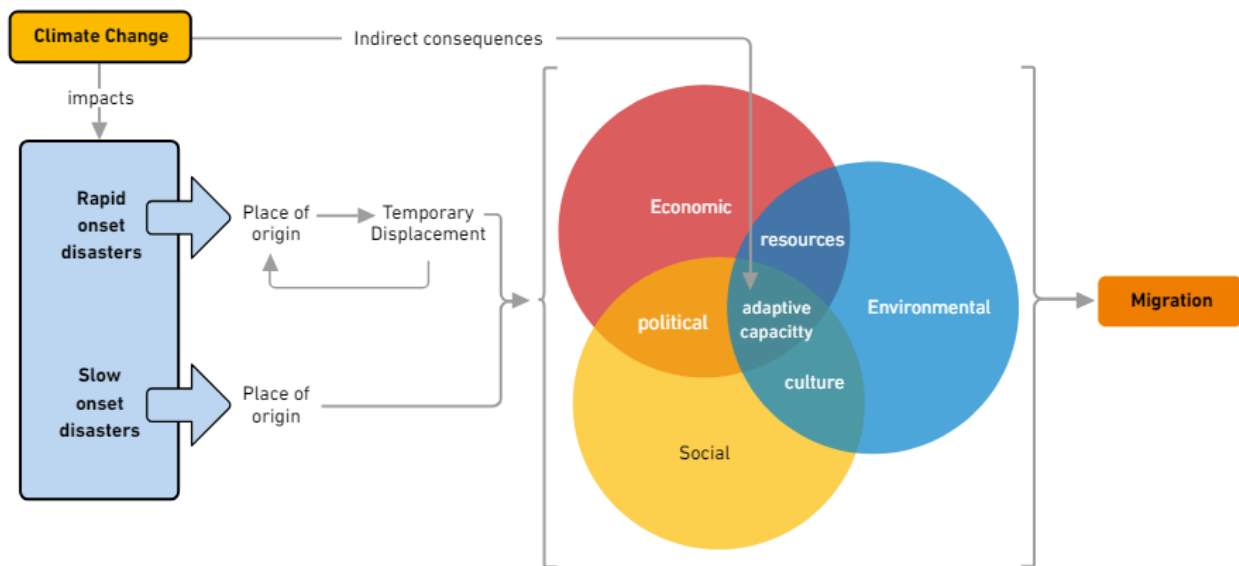 Climate Change
Indirect consequences
impacts
Rapid
onset
disasters
Place of
origin
Temporary
Displacement
Slow
onset
disasters
Place of
origin
Economic
resources
political
adaptive
capacitty
Environmental
culture
Social
Migration